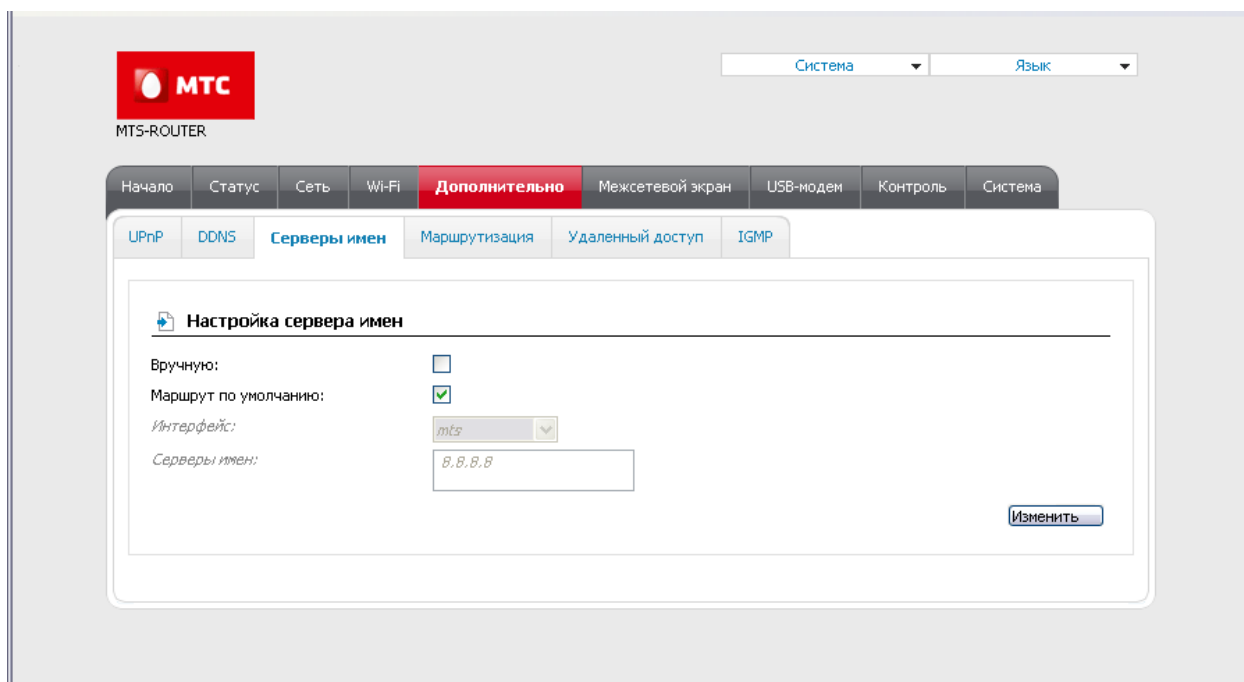 Система Язык
МТС
MTS-ROUTER
Начало Статус Сеть Wi-Fi Дополнительно Межсетевой экран USB-модем Контроль Система
UPnP DDNS Серверы имен Маршрутизация Удаленный доступ IGMP
Настройка сервера имен
Вручную:
Маршрут по умолчанию:
Интерфейс: mts
Серверы имен: 8.8.8.8
Изменить